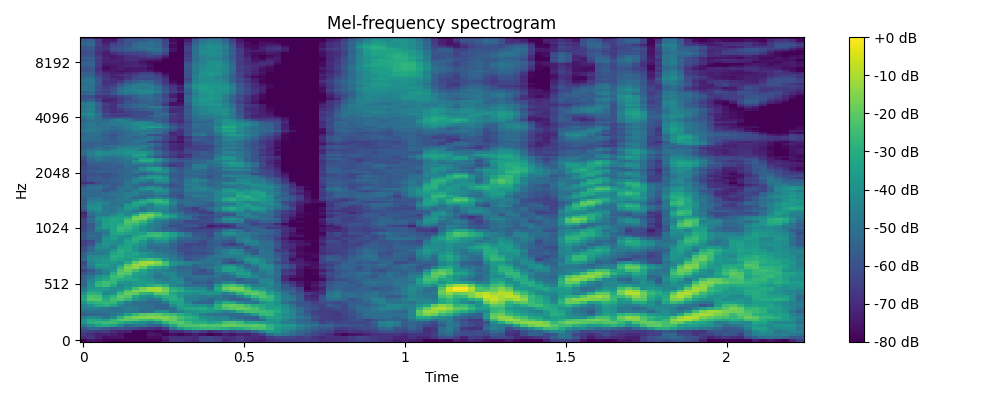 Mel-frequency spectrogram
8192
4096
2048
1024
512
0
Hz
0
0.5
1
1.5
2
Time
+0 dB
-10 dB
-20 dB
-30 dB
-40 dB
-50 dB
-60 dB
-70 dB
-80 dB